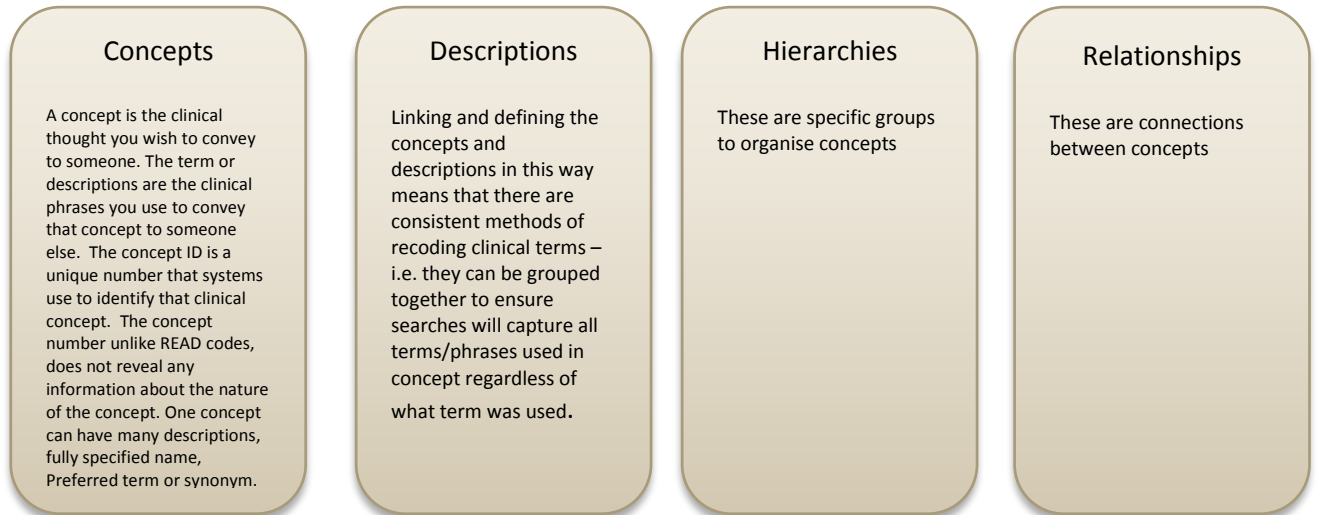 Concepts
A concept is the clinical
thought you wish to convey
to someone. The term or
descriptions are the clinical
phrases you use to convey
that concept to someone
else.  The concept ID is a
unique number that systems
use to identify that clinical
concept.  The concept
number unlike READ codes,
does not reveal any
information about the nature
of the concept. One concept
can have many descriptions,
fully specified name,
Preferred term or synonym.
Descriptions
Linking and defining the
concepts and
descriptions in this way
means that there are
consistent methods of
recoding clinical terms –
i.e. they can be grouped
together to ensure
searches will capture all
terms/phrases used in
concept regardless of
what term was used.
Hierarchies
These are specific groups
to organise concepts
Relationships
These are connections
between concepts